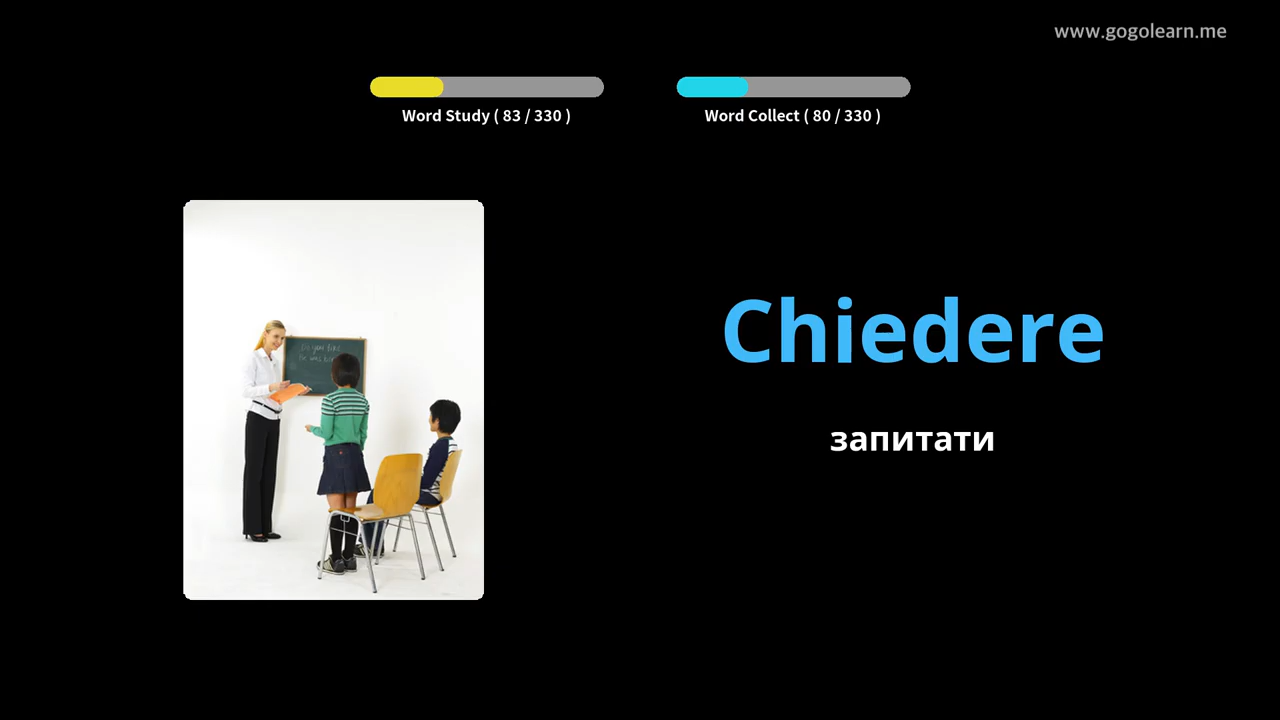 www.gogolearn.me
Word Study ( 83 / 330 )
Word Collect ( 80 / 330 )
Chiedere
запитати